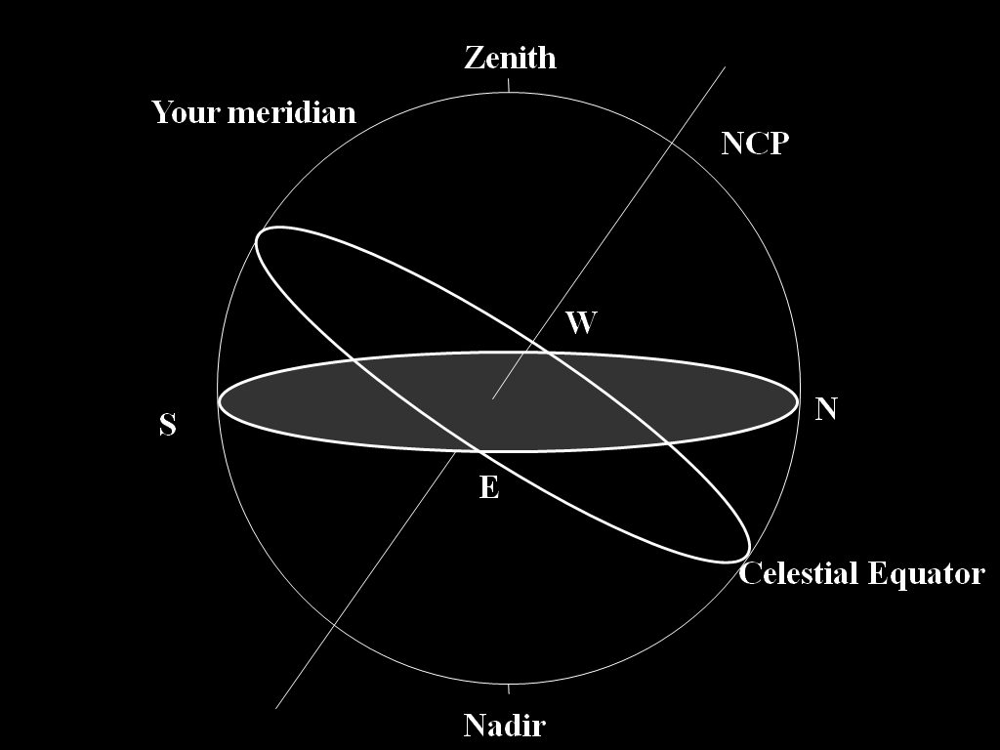 Zenith
Your meridian
NCP
W
S
N
E
Celestial Equator
Nadir